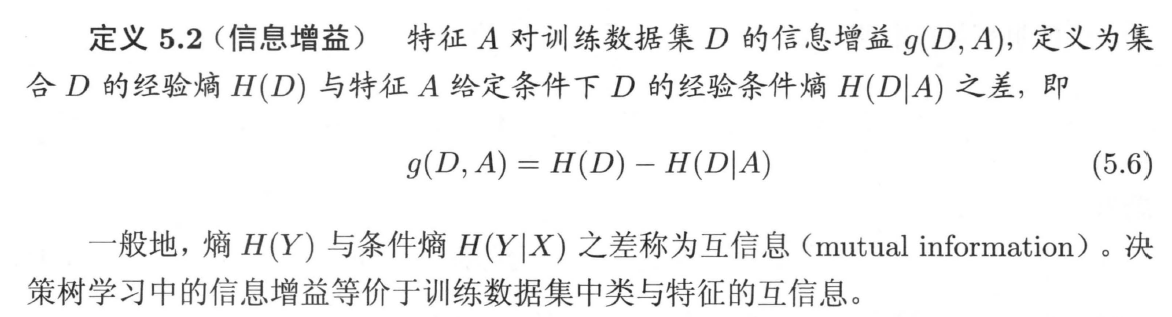 定义 5.2（信息增益） 特征 A 对训练数据集 D 的信息增益 g(D, A), 定义为集
合 D 的经验熵 H(D) 与特征 A 给定条件下 D 的经验条件熵 H(D|A) 之差, 即
g(D, A) = H(D) − H(D|A) (5.6)
一般地，熵 H(Y) 与条件熵 H(Y|X) 之差称为互信息（mutual information）。决
策树学习中的信息增益等价于训练数据集中类与特征的互信息。